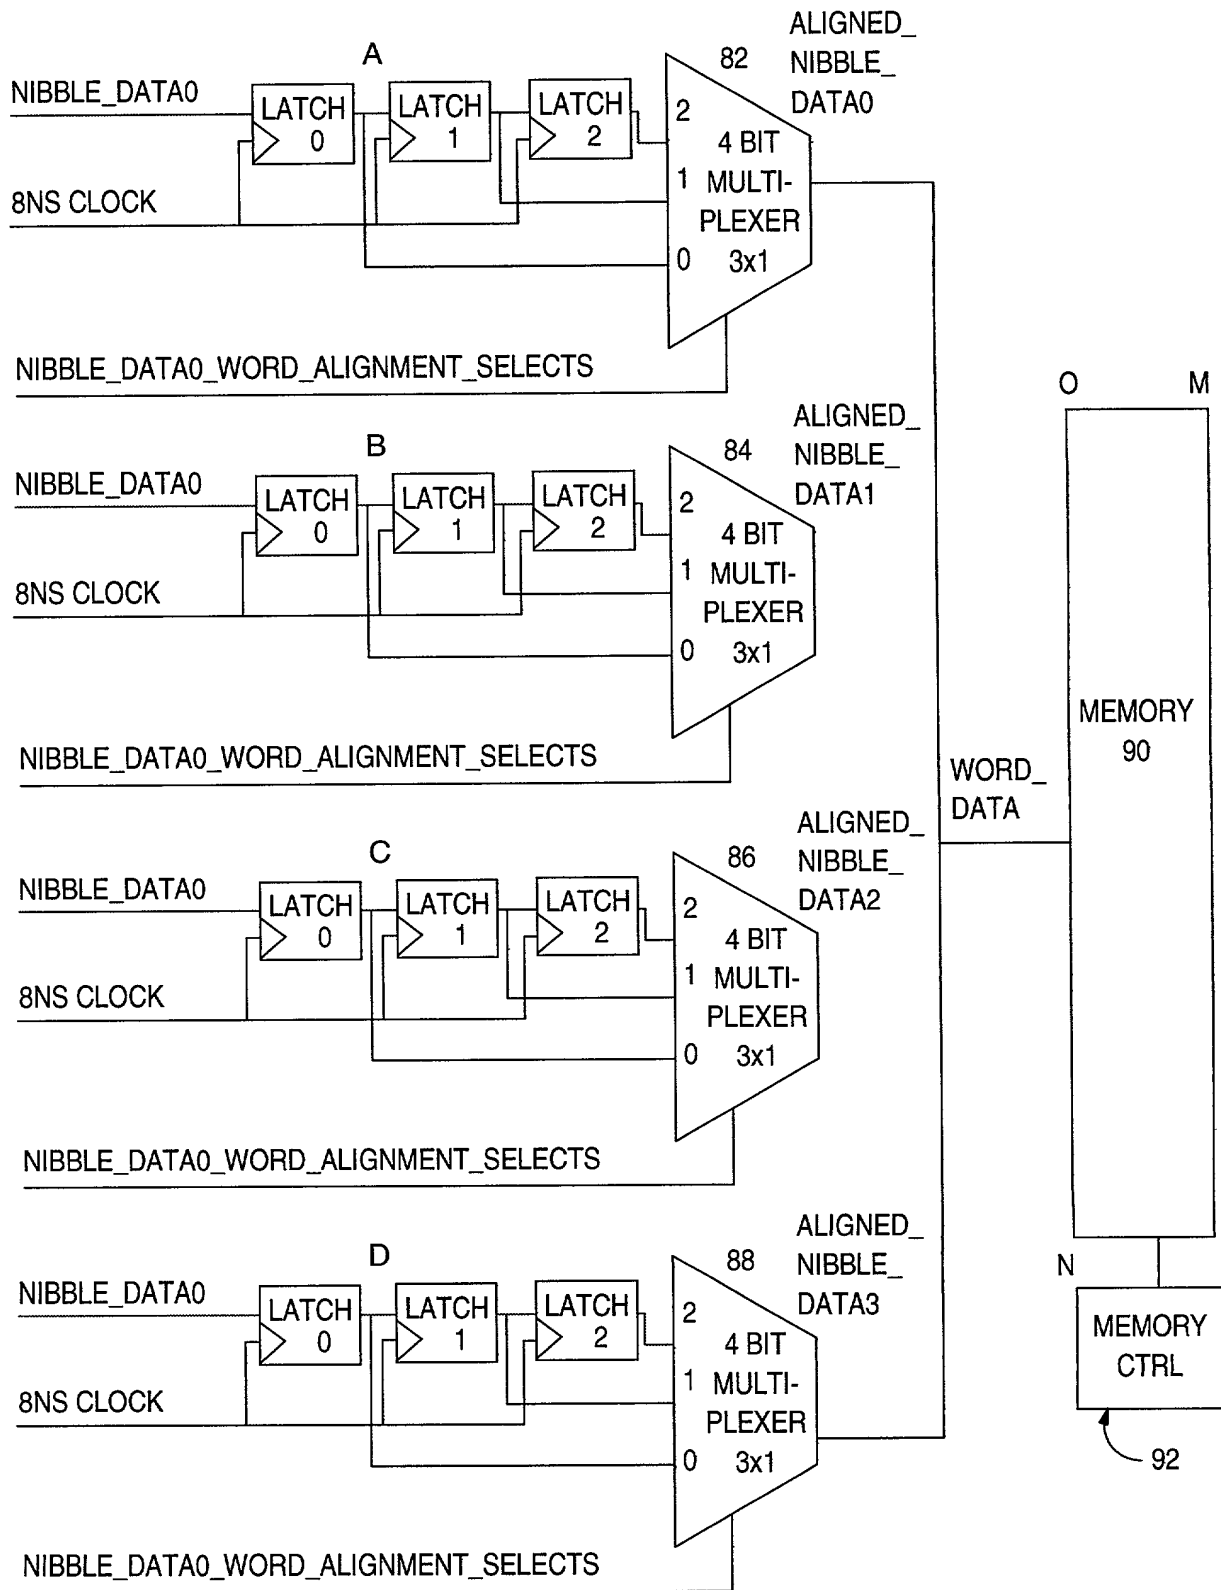 A
82
ALIGNED_
NIBBLE_
DATA0
NIBBLE_DATA0
LATCH
0
LATCH
1
LATCH
2
2
1
0
4 BIT
MULTI-
PLEXER
3x1
8NS CLOCK
NIBBLE_DATA0_WORD_ALIGNMENT_SELECTS
B
84
ALIGNED_
NIBBLE_
DATA1
NIBBLE_DATA0
LATCH
0
LATCH
1
LATCH
2
2
1
0
4 BIT
MULTI-
PLEXER
3x1
8NS CLOCK
NIBBLE_DATA0_WORD_ALIGNMENT_SELECTS
C
86
ALIGNED_
NIBBLE_
DATA2
NIBBLE_DATA0
LATCH
0
LATCH
1
LATCH
2
2
1
0
4 BIT
MULTI-
PLEXER
3x1
8NS CLOCK
NIBBLE_DATA0_WORD_ALIGNMENT_SELECTS
D
88
ALIGNED_
NIBBLE_
DATA3
NIBBLE_DATA0
LATCH
0
LATCH
1
LATCH
2
2
1
0
4 BIT
MULTI-
PLEXER
3x1
8NS CLOCK
NIBBLE_DATA0_WORD_ALIGNMENT_SELECTS
WORD_
DATA
O
M
MEMORY
90
N
MEMORY
CTRL
92